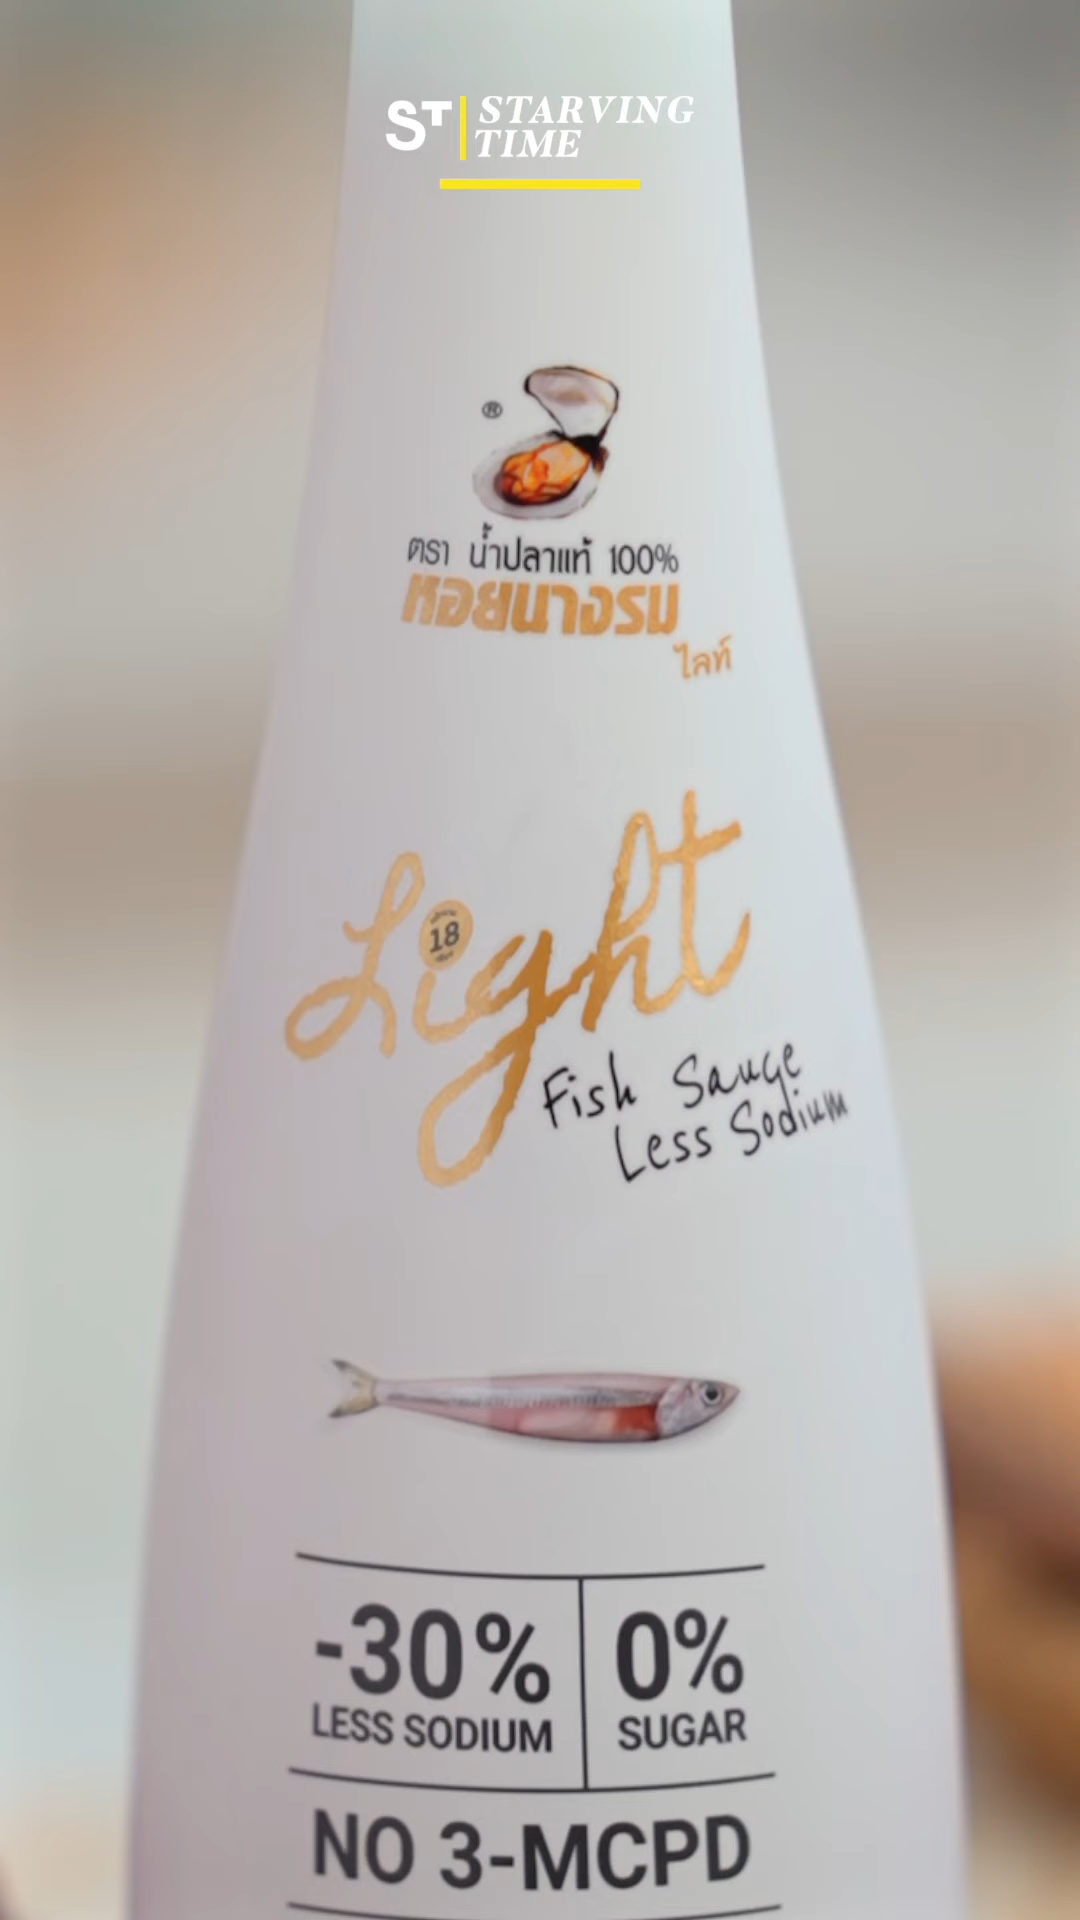 ST STARVING
TIME
®
ตรา น้ำปลาแท้ 100%
หอยนางรม
ไลท์
Light
18
Fish Sauce
Less Sodium
-30%
LESS SODIUM
0%
SUGAR
NO 3-MCPD